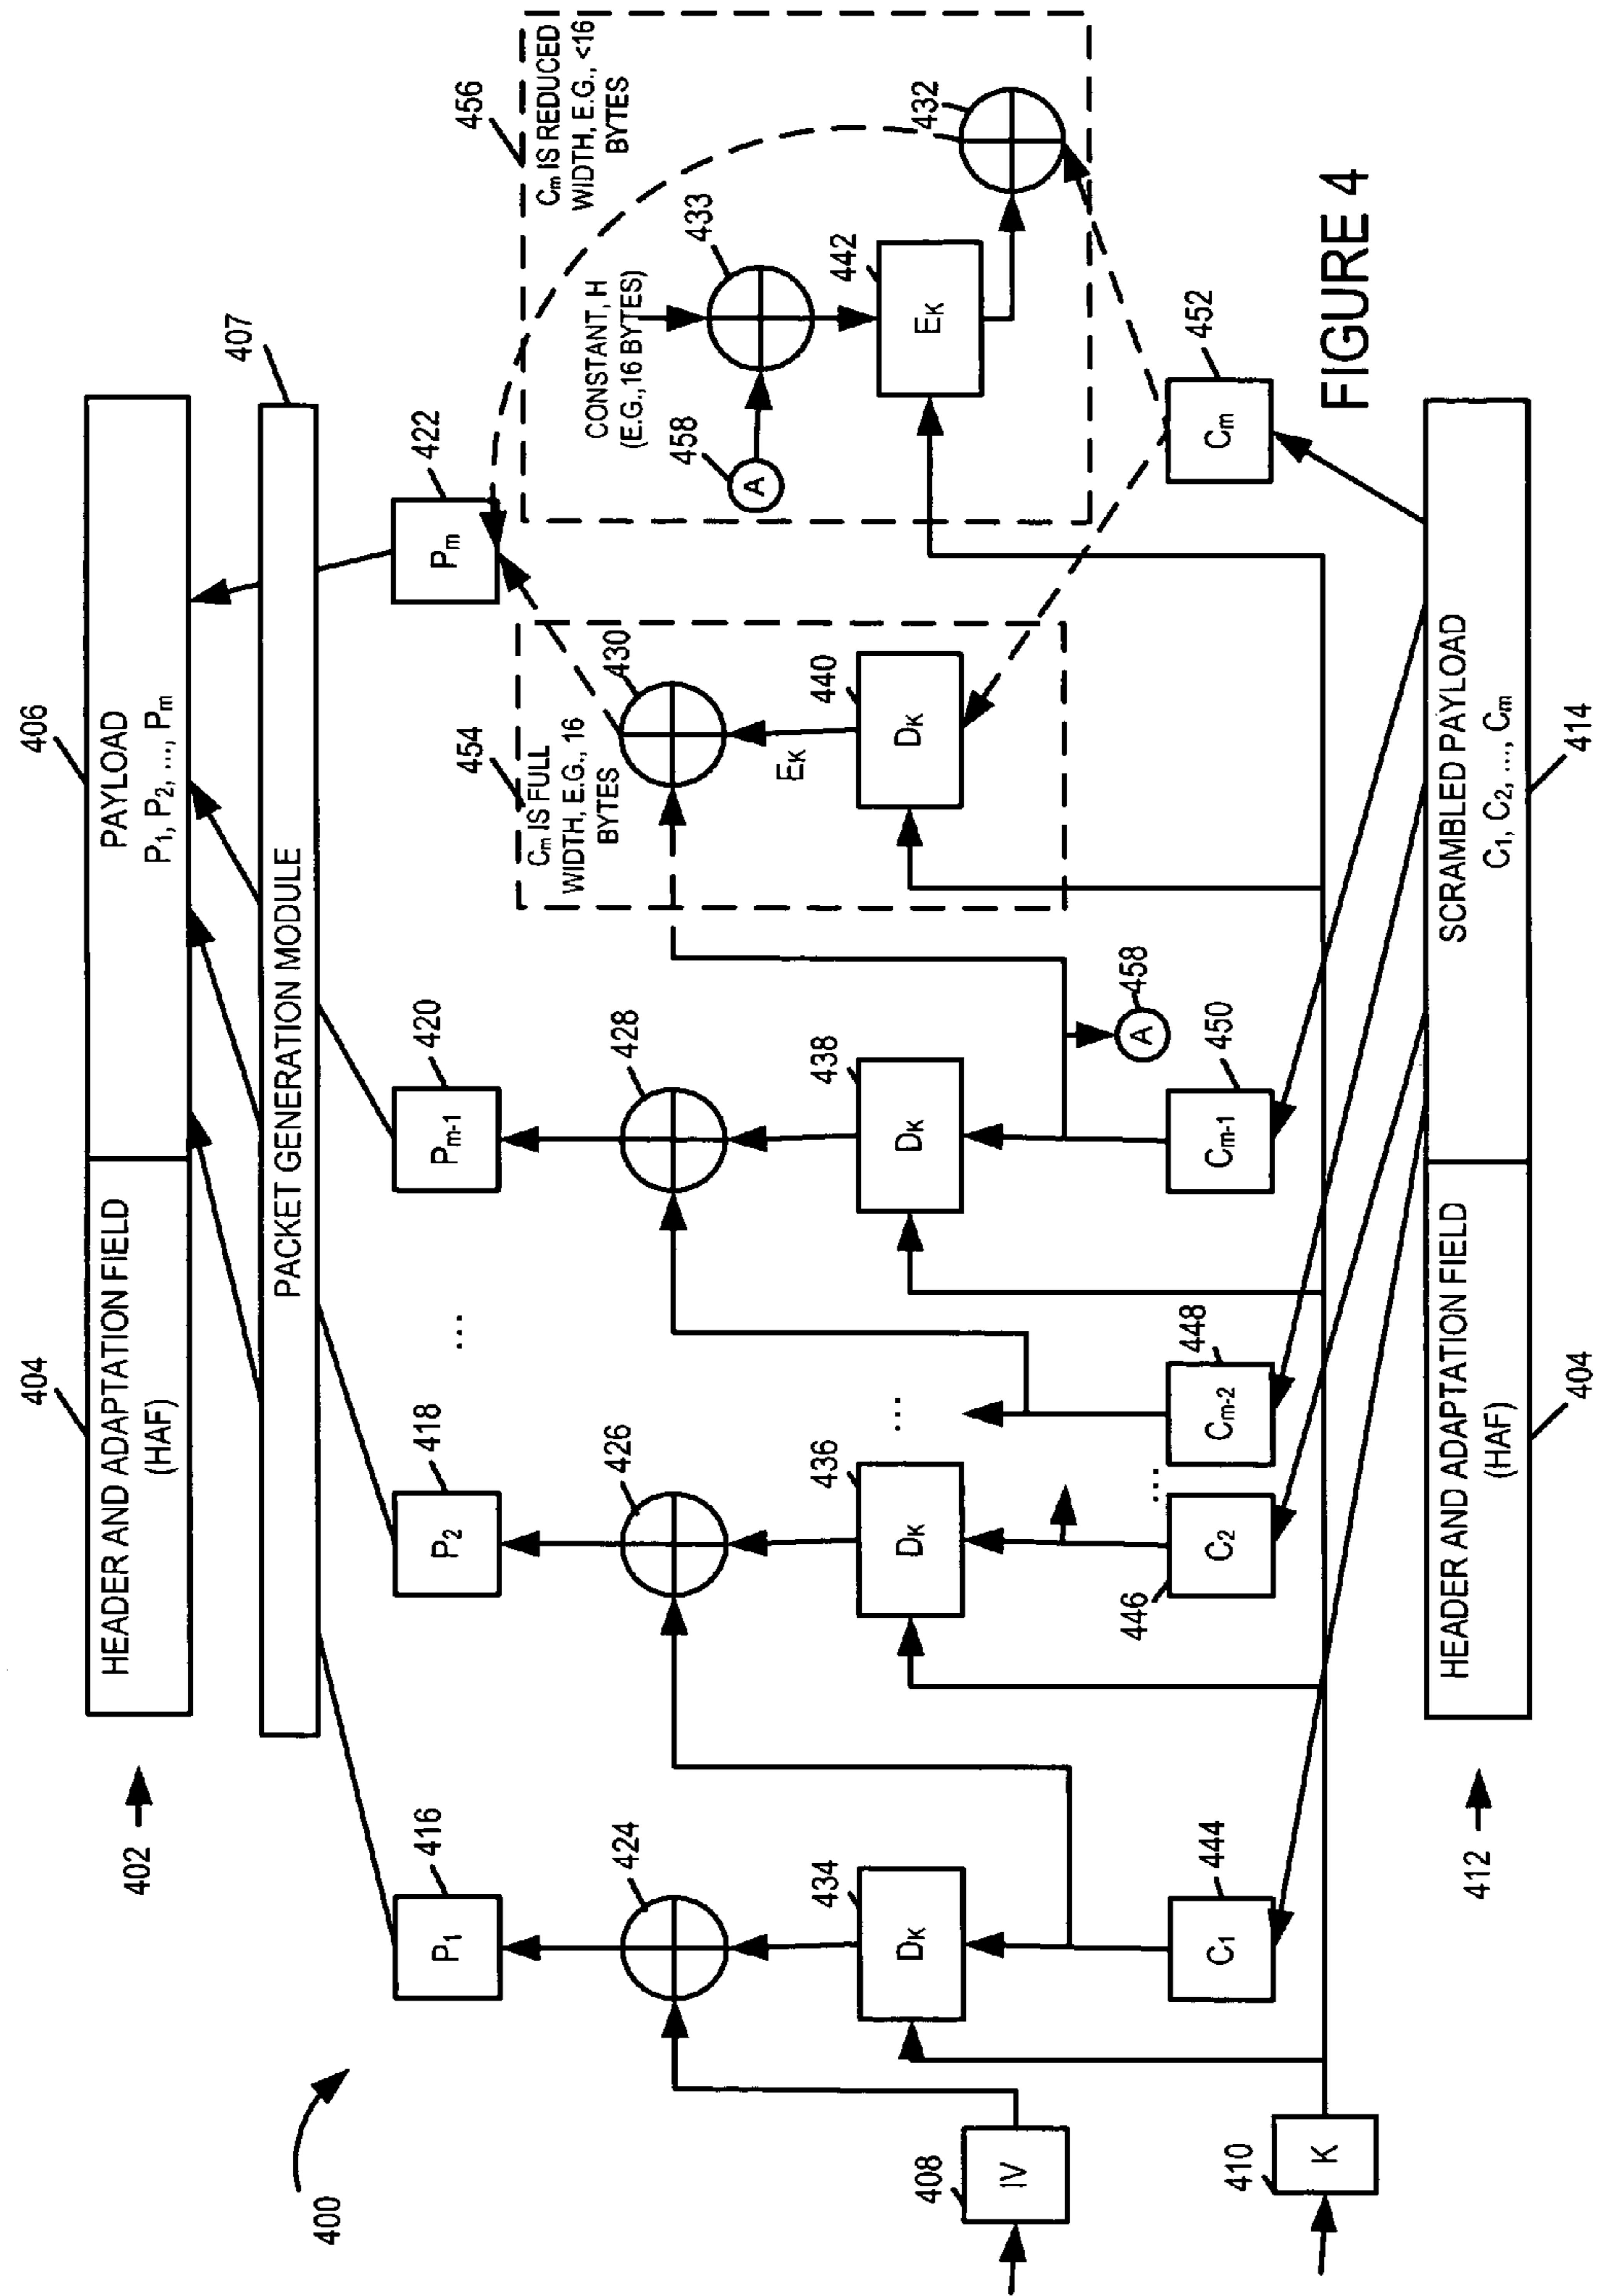 406
PAYLOAD
P₁, P₂, ..., Pₘ
404
HEADER AND ADAPTATION FIELD
(HAF)
402
407
PACKET GENERATION MODULE
400
416
P₁
418
P₂
...
420
Pₘ₋₁
422
Pₘ
424
426
428
454
Cₘ IS FULL
WIDTH, E.G., 16
BYTES
430
Eₖ
456
Cₘ IS REDUCED
WIDTH, E.G., <16
BYTES
CONSTANT, H
(E.G.,16 BYTES)
433
458
A
442
Eₖ
432
434
Dₖ
436
Dₖ
...
438
Dₖ
440
Dₖ
458
A
408
IV
410
K
444
C₁
446
C₂
...
448
Cₘ₋₂
450
Cₘ₋₁
452
Cₘ
412
HEADER AND ADAPTATION FIELD
(HAF)
404
SCRAMBLED PAYLOAD
C₁, C₂, ..., Cₘ
414
FIGURE 4